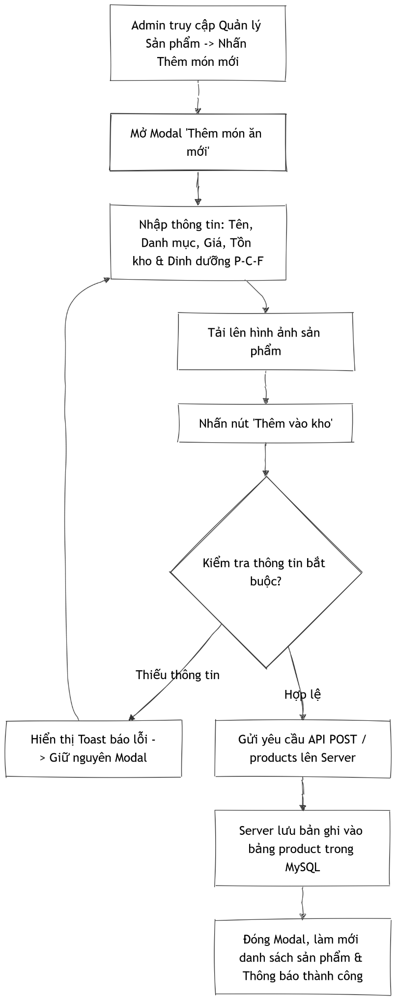 Admin truy cập Quản lý
Sản phẩm -> Nhấn
Thêm món mới
Mở Modal 'Thêm món ăn
mới'
Nhập thông tin: Tên,
Danh mục, Giá, Tồn
kho & Dinh dưỡng P-C-F
Tải lên hình ảnh sản
phẩm
Nhấn nút 'Thêm vào kho'
Kiểm tra thông tin bắt
buộc?
Thiếu thông tin
Hợp lệ
Hiển thị Toast báo lỗi -
> Giữ nguyên Modal
Gửi yêu cầu API POST /
products lên Server
Server lưu bản ghi vào
bảng product trong
MySQL
Đóng Modal, làm mới
danh sách sản phẩm &
Thông báo thành công